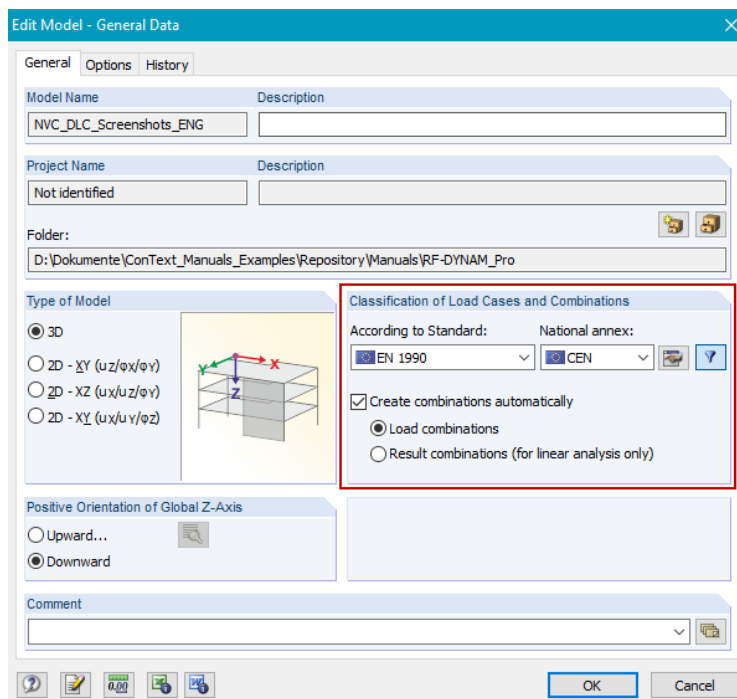 Edit Model - General Data
General Options History
Model Name Description
NVC_DLC_Screenshots_ENG
Project Name Description
Not identified
Folder:
D:\Dokumente\ConText_Manuals_Examples\Repository\Manuals\RF-DYNAM_Pro
Type of Model
3D
2D - XY (uz/φx/φY)
2D - XZ (ux/uz/φY)
2D - XY (ux/uY/φZ)
Y X
Z
Classification of Load Cases and Combinations
According to Standard: National annex:
EN 1990 CEN
Create combinations automatically
Load combinations
Result combinations (for linear analysis only)
Positive Orientation of Global Z-Axis
Upward...
Downward
Comment
0.00
OK Cancel